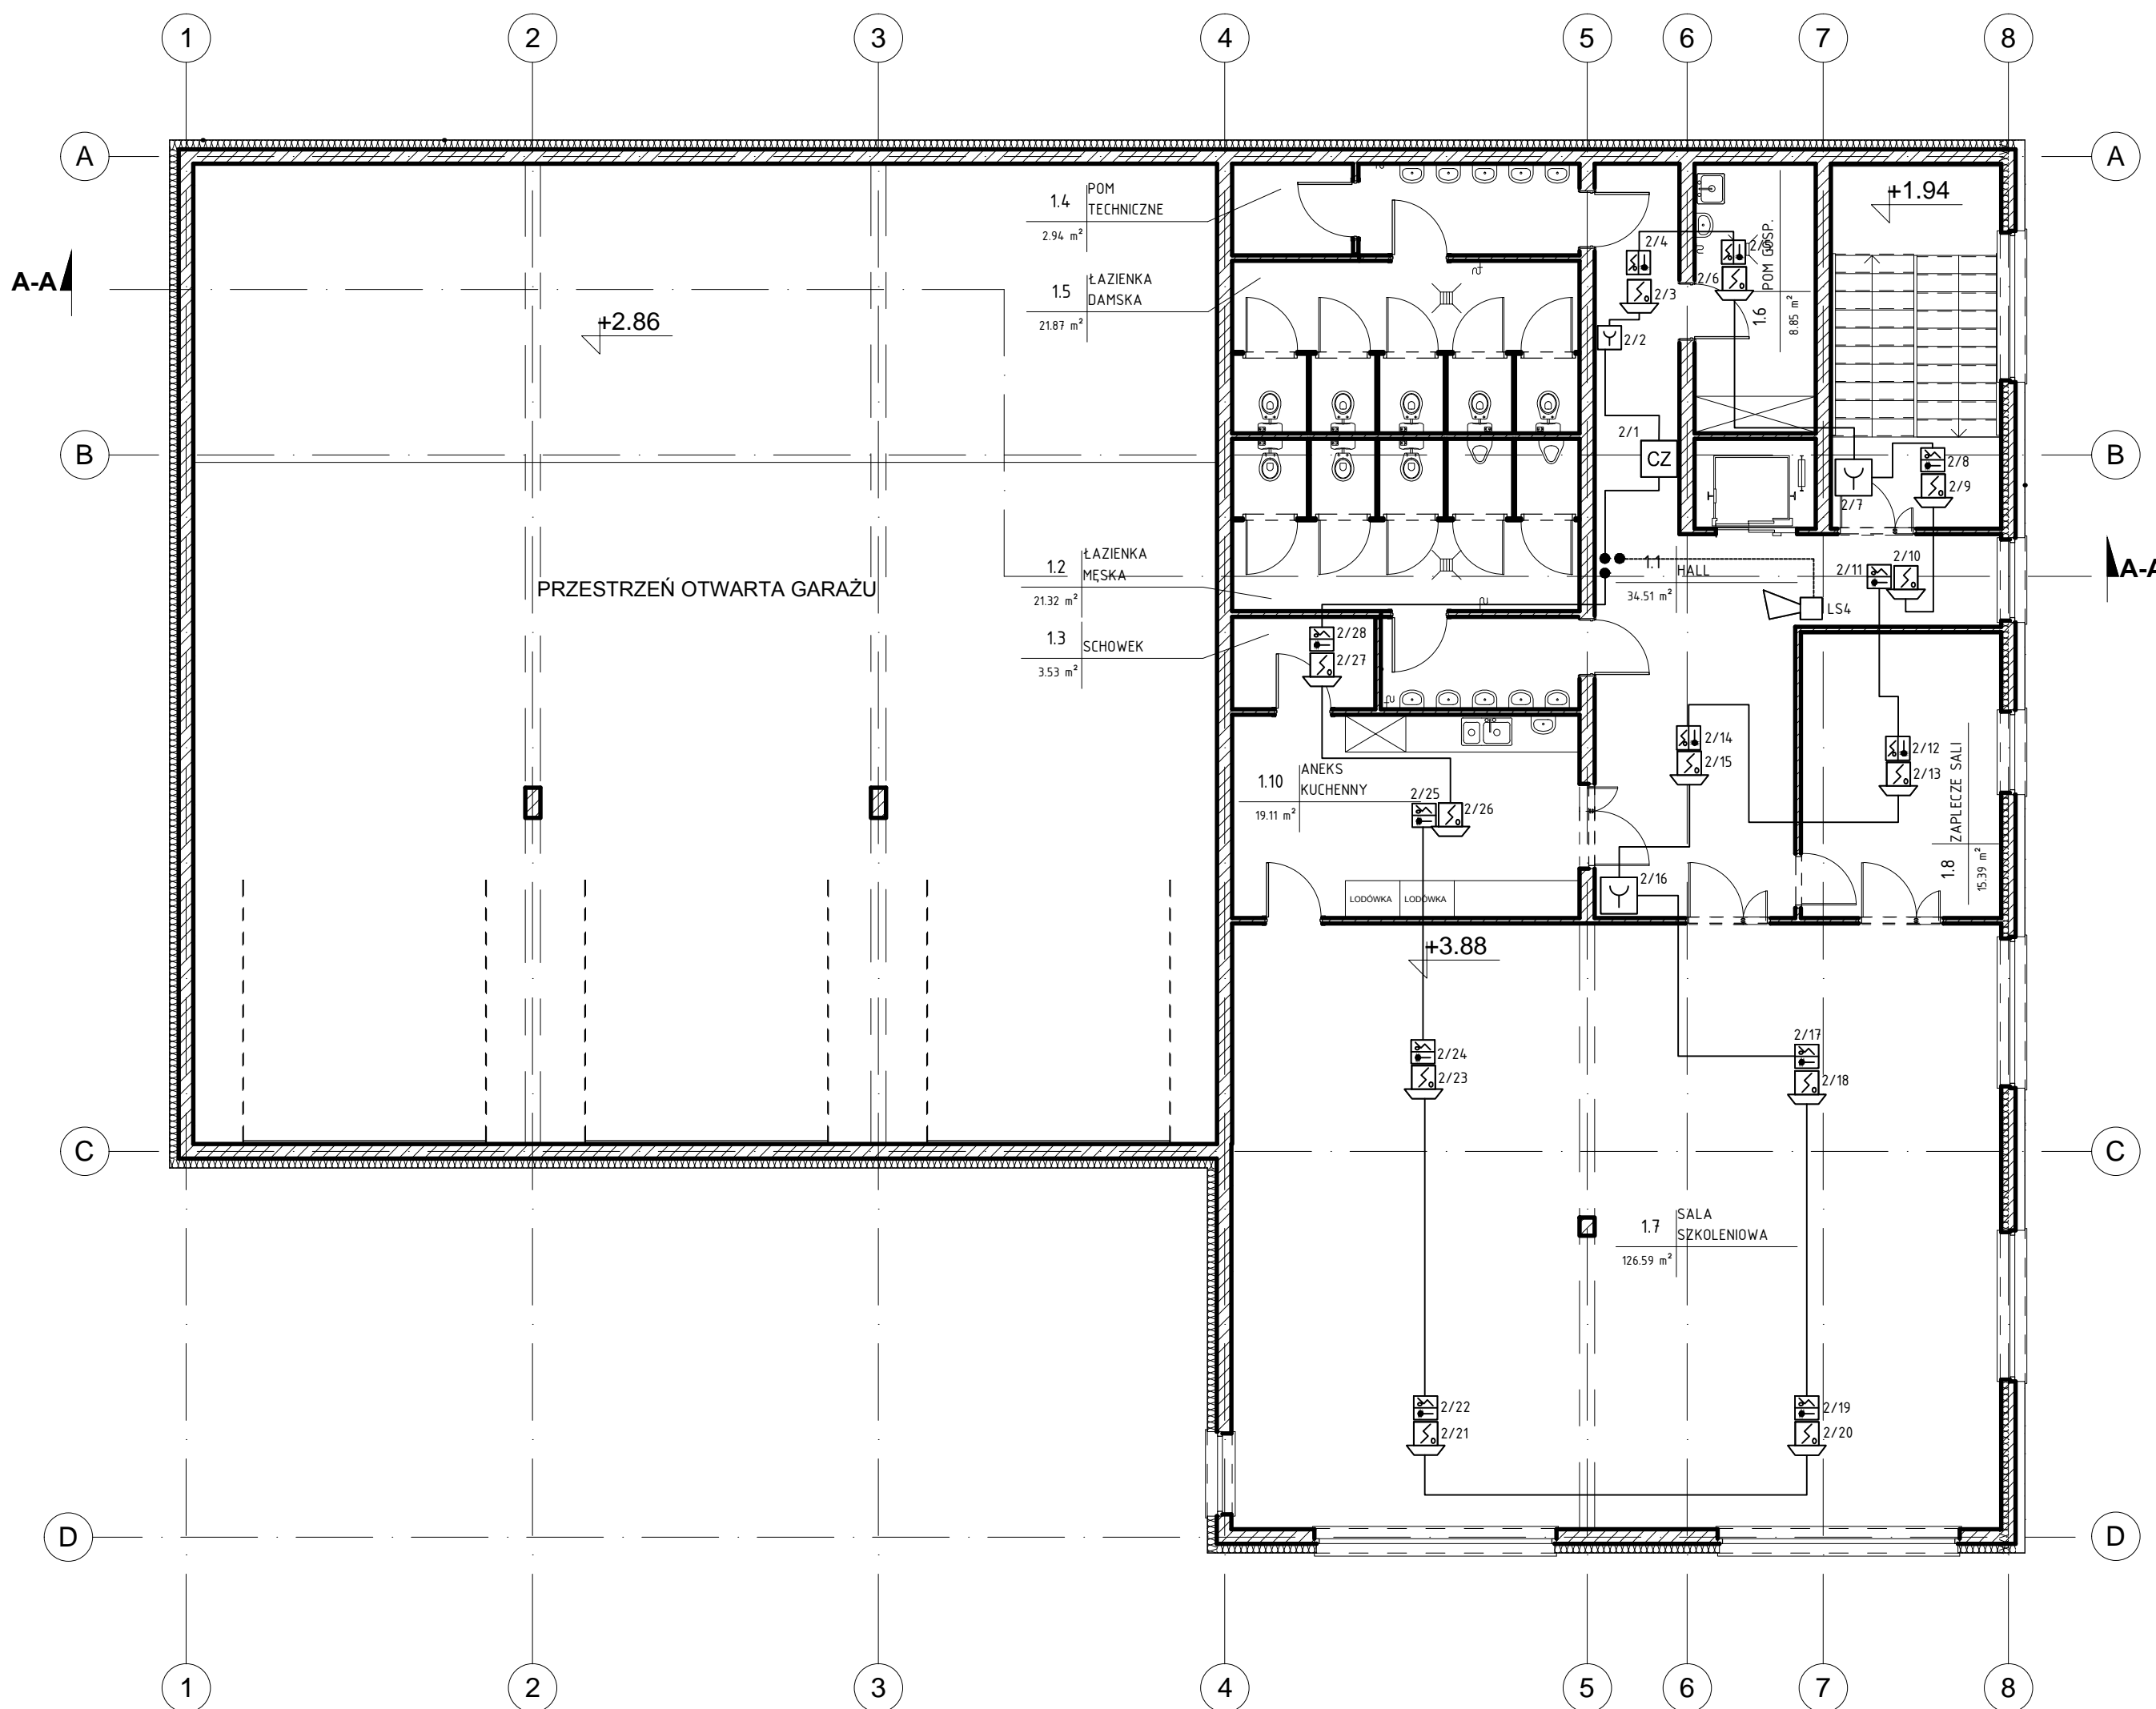 1 2 3 4 5 6 7 8
A A
1.4 POM
TECHNICZNE
2.94 m²
+1.94
A-A
1.5 ŁAZIENKA
DAMSKA
21.87 m²
+2.86
2/4
2/3
2/2
2/6
1.6 POM GOSP.
8.85 m²
B B
2/1
CZ
2/8
2/9
2/7
1.2 ŁAZIENKA
MĘSKA
21.32 m²
PRZESTRZEŃ OTWARTA GARAŻU
1.1 HALL
34.51 m²
2/10
2/11
A-A
LS4
1.3 SCHOWEK
3.53 m²
2/28
2/27
2/14
2/15
2/12
2/13
1.10 ANEKS
KUCHENNY
19.11 m²
2/25
2/26
1.8 ZAPLECZE SALI
15.39 m²
2/16
LODÓWKA LODÓWKA
+3.88
2/24
2/23
2/17
2/18
C C
1.7 SALA
SZKOLENIOWA
126.59 m²
2/22
2/21
2/19
2/20
D D
1 2 3 4 5 6 7 8